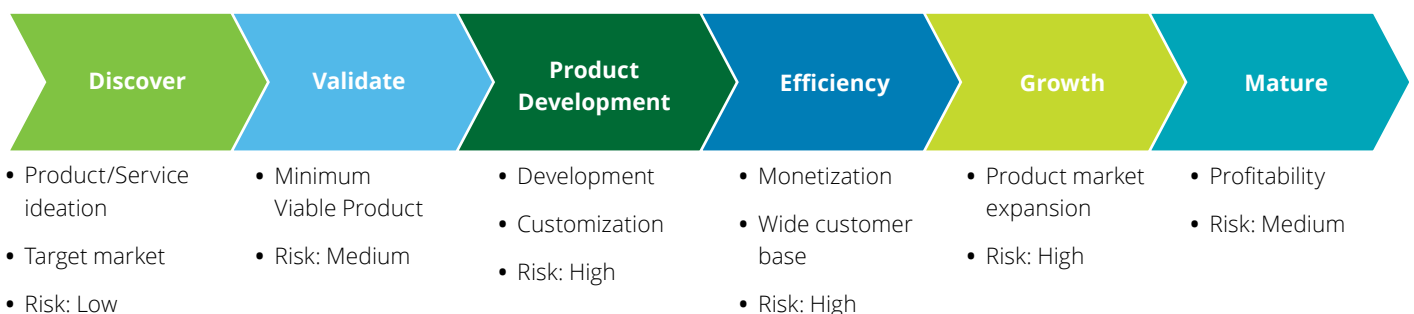 Discover
Validate
Product
Development
Efficiency
Growth
Mature
• Product/Service
ideation
• Target market
• Risk: Low
• Minimum
Viable Product
• Risk: Medium
• Development
• Customization
• Risk: High
• Monetization
• Wide customer
base
• Risk: High
• Product market
expansion
• Risk: High
• Profitability
• Risk: Medium